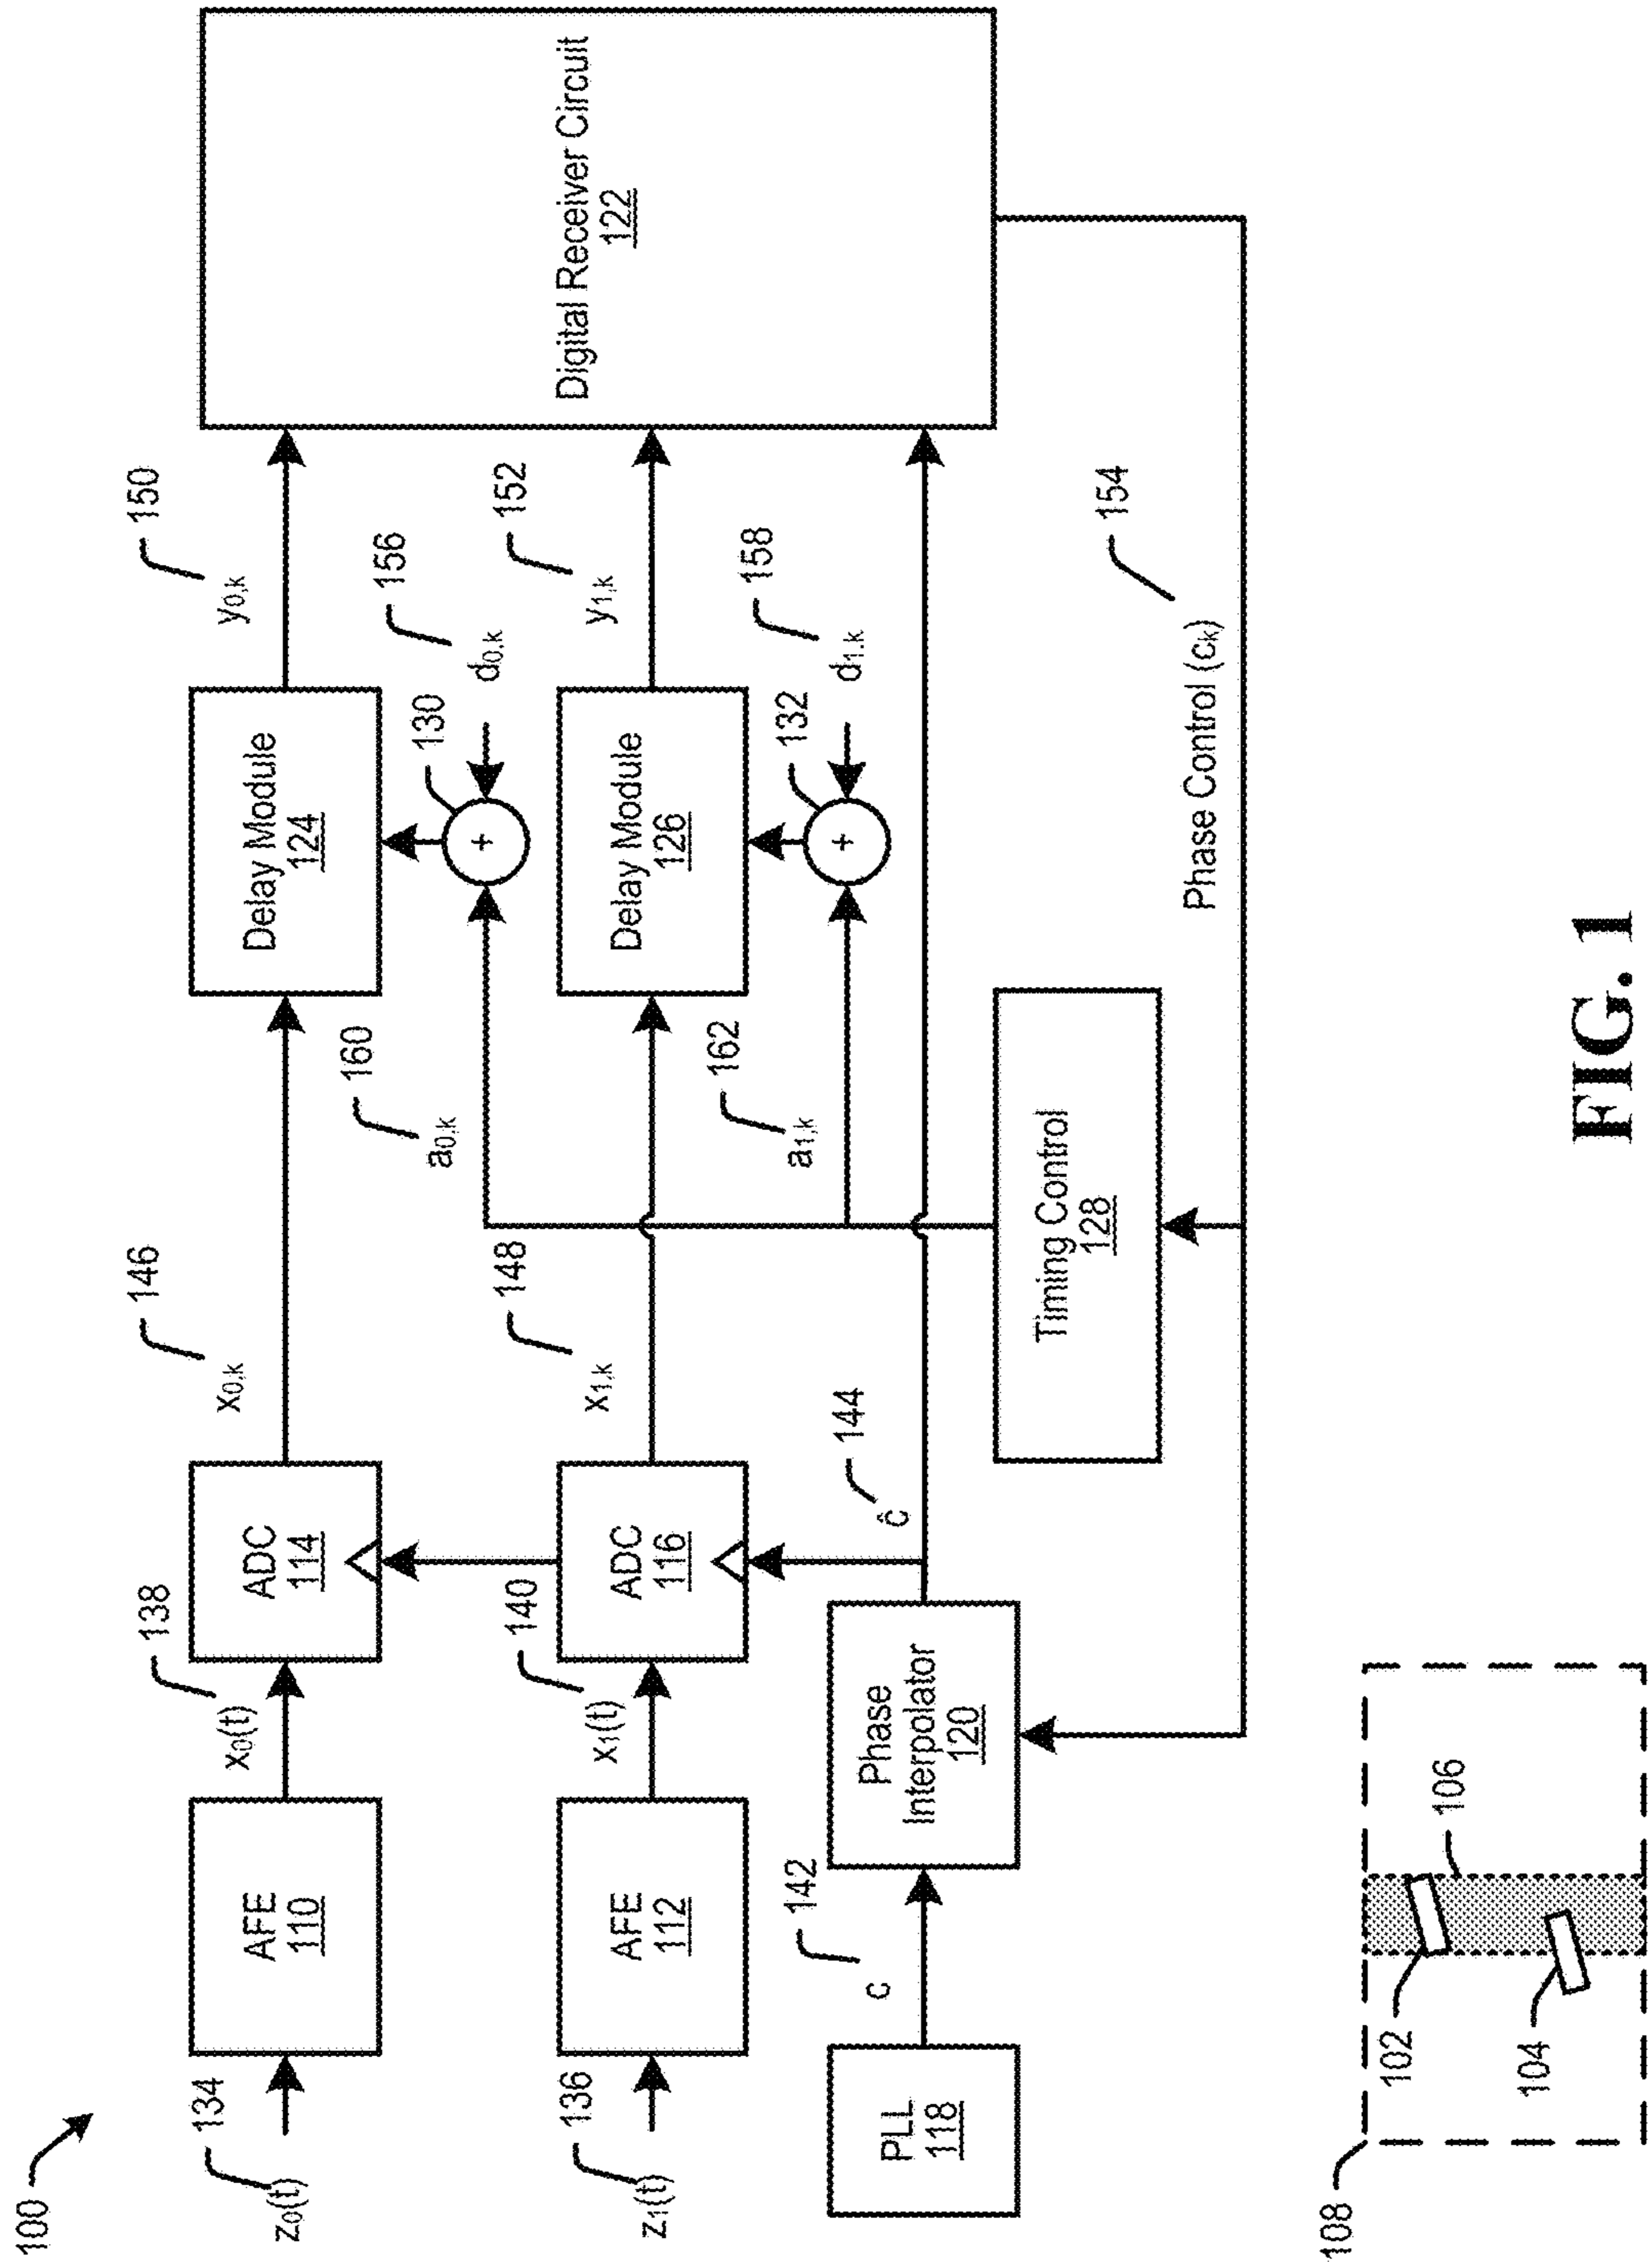 100
134
z0(t)
AFE
110
138
x0(t)
ADC
114
146
x0,k
Delay Module
124
150
y0,k
160
a0,k
130
+
156
d0,k
136
z1(t)
AFE
112
140
x1(t)
ADC
116
148
x1,k
Delay Module
126
152
y1,k
162
a1,k
132
+
158
d1,k
Digital Receiver Circuit
122
PLL
118
142
c
Phase
Interpolator
120
144
ĉ
Timing Control
128
154
Phase Control (ck)
108
102
104
106
FIG. 1